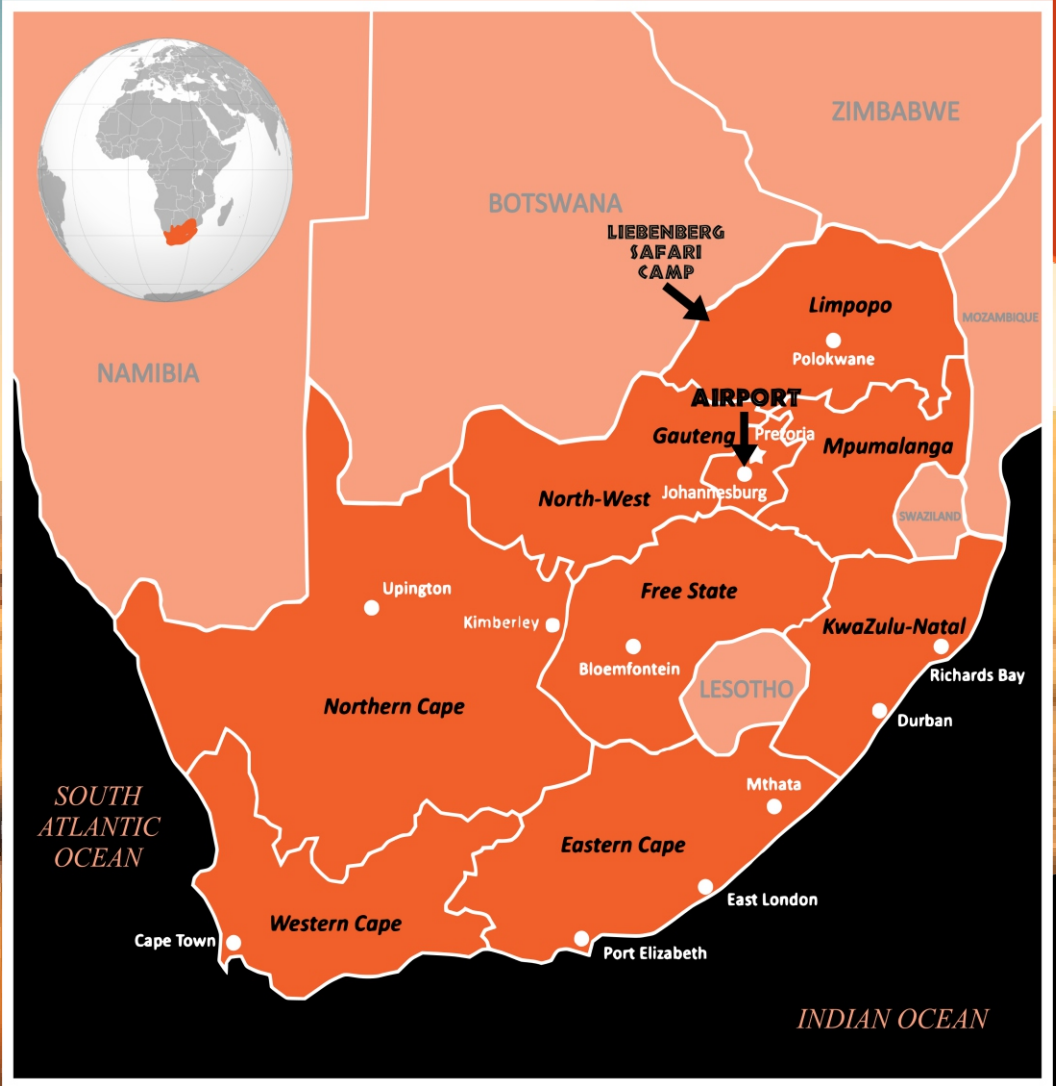 ZIMBABWE
BOTSWANA
LIEBENBERG
SAFARI
CAMP
Limpopo
MOZAMBIQUE
Polokwane
NAMIBIA
AIRPORT
Gauteng
Pretoria
Mpumalanga
North-West
Johannesburg
SWAZILAND
Upington
Free State
Kimberley
KwaZulu-Natal
Bloemfontein
Richards Bay
LESOTHO
Northern Cape
Durban
Mthata
SOUTH
ATLANTIC
OCEAN
Eastern Cape
East London
Western Cape
Cape Town
Port Elizabeth
INDIAN OCEAN